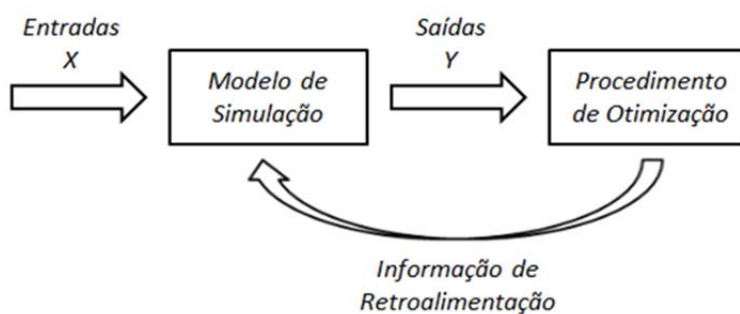 Entradas
X
Saídas
Y
Modelo de
Simulação
Procedimento
de Otimização
Informação de
Retroalimentação